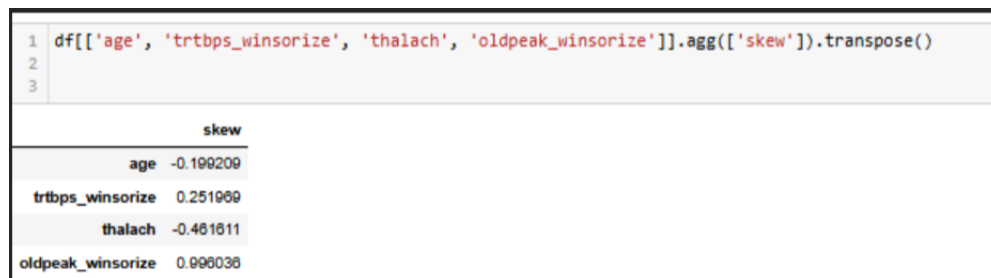 1 df[['age', 'trtbps_winsorize', 'thalach', 'oldpeak_winsorize']].agg(['skew']).transpose()
2
3
skew
age -0.199209
trtbps_winsorize 0.251969
thalach -0.461611
oldpeak_winsorize 0.996036